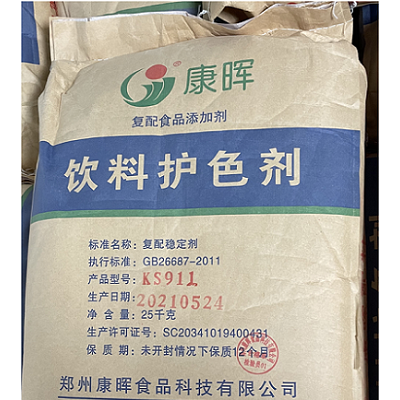 康晖
复配食品添加剂
饮料护色剂
标准名称：复配稳定剂
执行标准：GB26687-2011
产品型号：KS911
生产日期：20210524
净 含 量：25千克
生产许可证号：SC20341019400431
保 质 期：未开封情况下保质12个月
郑州康晖食品科技有限公司